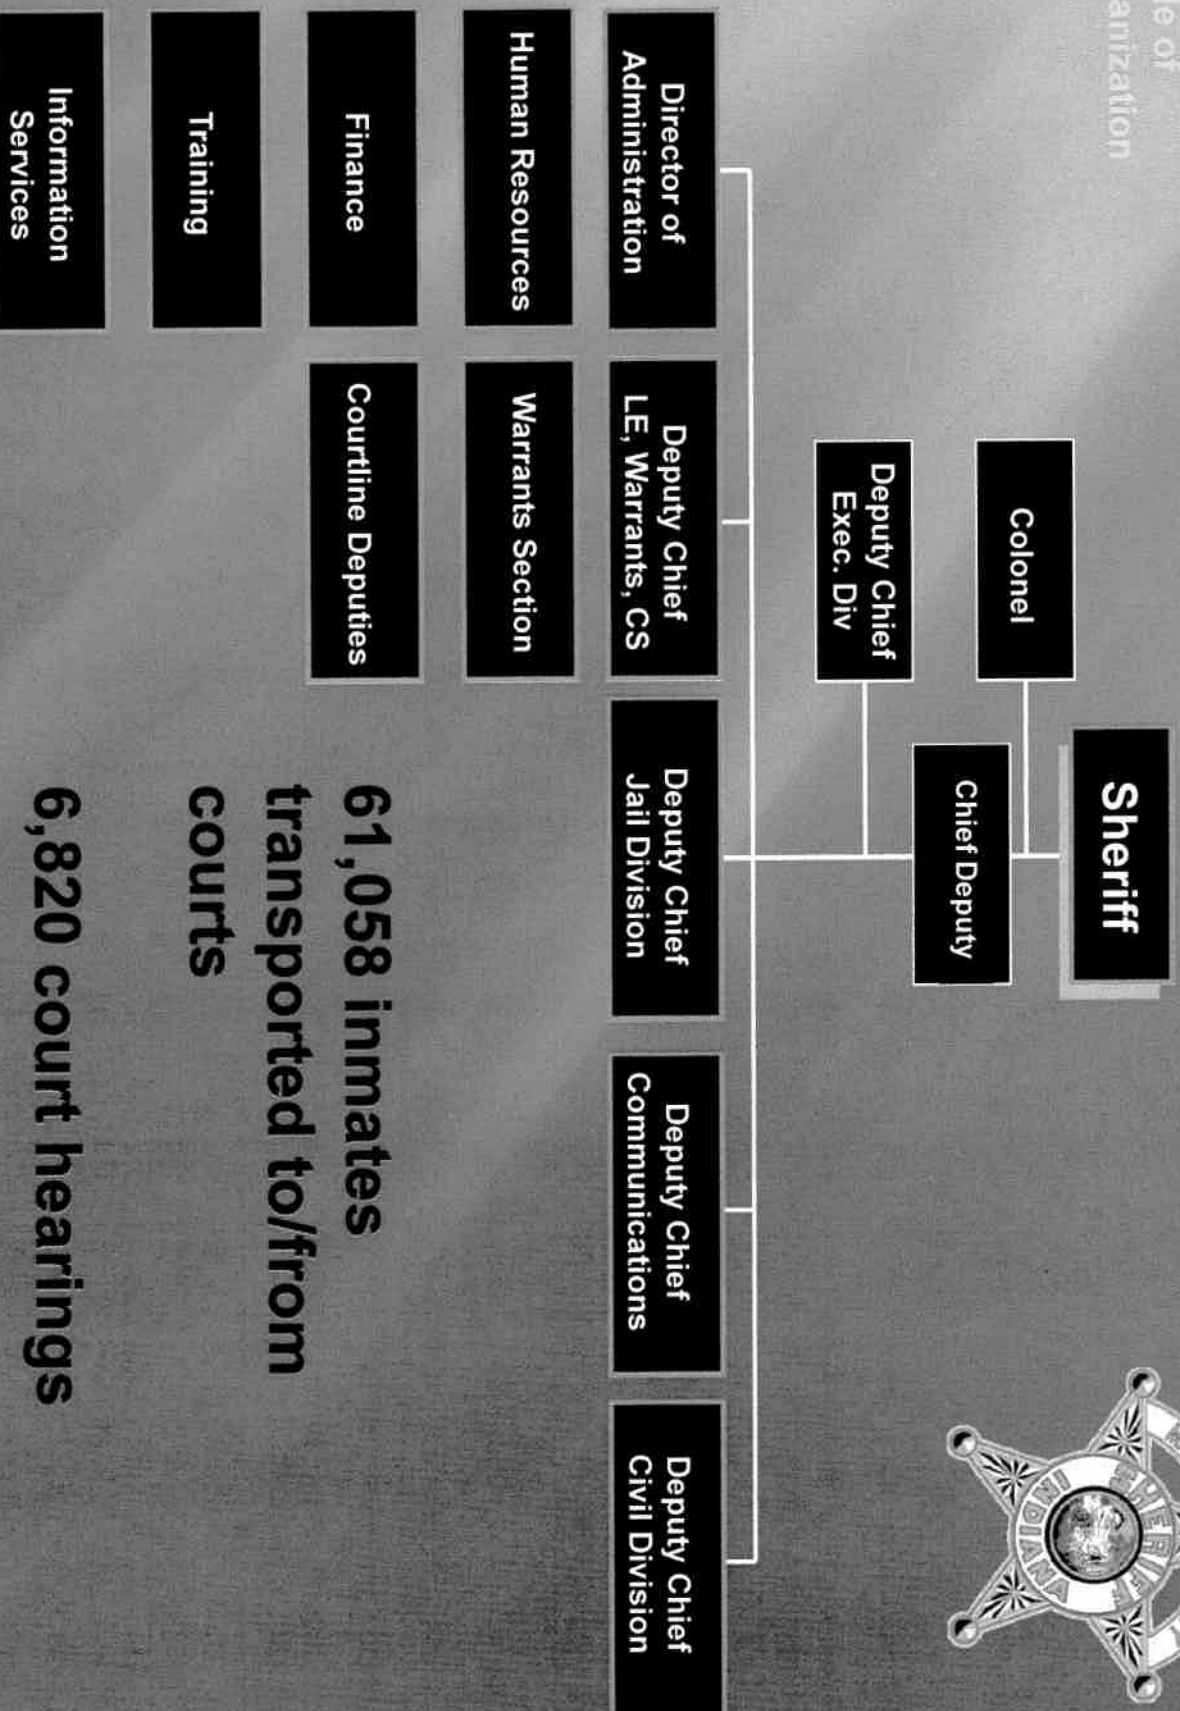 Sheriff
Colonel
Chief Deputy
Deputy Chief
Exec. Div
Director of
Administration
Deputy Chief
LE, Warrants, CS
Deputy Chief
Jail Division
Deputy Chief
Communications
Deputy Chief
Civil Division
Human Resources
Warrants Section
Finance
Courtline Deputies
61,058 inmates
transported to/from
courts
Training
Information
Services
6,820 court hearings
SHERIFF
INDIANA